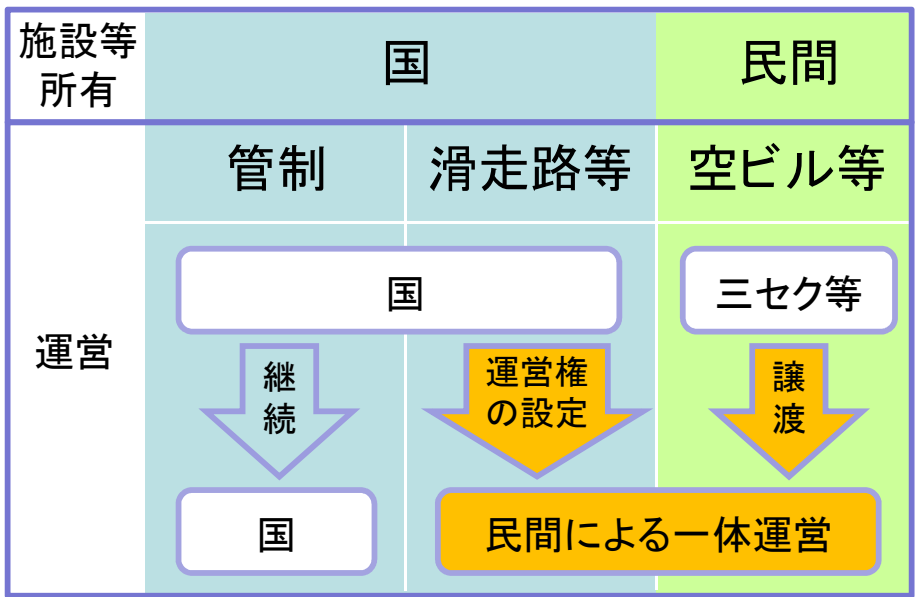 施設等
所有
国
民間
管制
滑走路等
空ビル等
運営
国
三セク等
継
続
運営権
の設定
譲
渡
国
民間による一体運営